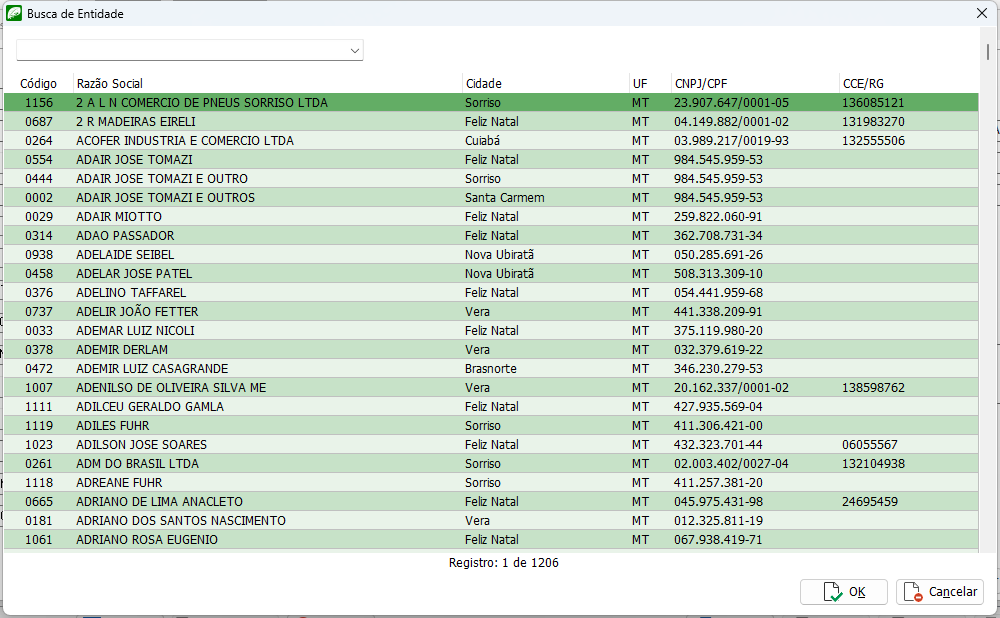 Busca de Entidade
Código Razão Social Cidade UF CNPJ/CPF CCE/RG
1156 2 A L N COMERCIO DE PNEUS SORRISO LTDA Sorriso MT 23.907.647/0001-05 136085121
0687 2 R MADEIRAS EIRELI Feliz Natal MT 04.149.882/0001-02 131983270
0264 ACOFER INDUSTRIA E COMERCIO LTDA Cuiabá MT 03.989.217/0019-93 132555506
0554 ADAIR JOSE TOMAZI Feliz Natal MT 984.545.959-53
0444 ADAIR JOSE TOMAZI E OUTRO Sorriso MT 984.545.959-53
0002 ADAIR JOSE TOMAZI E OUTROS Santa Carmem MT 984.545.959-53
0029 ADAIR MIOTTO Feliz Natal MT 259.822.060-91
0314 ADAO PASSADOR Feliz Natal MT 362.708.731-34
0938 ADELAIDE SEIBEL Nova Ubiratã MT 050.285.691-26
0458 ADELAR JOSE PATEL Nova Ubiratã MT 508.313.309-10
0376 ADELINO TAFFAREL Feliz Natal MT 054.441.959-68
0737 ADELIR JOÃO FETTER Vera MT 441.338.209-91
0033 ADEMAR LUIZ NICOLI Feliz Natal MT 375.119.980-20
0378 ADEMIR DERLAM Vera MT 032.379.619-22
0472 ADEMIR LUIZ CASAGRANDE Brasnorte MT 346.230.279-53
1007 ADENILSO DE OLIVEIRA SILVA ME Vera MT 20.162.337/0001-02 138598762
1111 ADILCEU GERALDO GAMLA Feliz Natal MT 427.935.569-04
1119 ADILES FUHR Sorriso MT 411.306.421-00
1023 ADILSON JOSE SOARES Feliz Natal MT 432.323.701-44 06055567
0261 ADM DO BRASIL LTDA Sorriso MT 02.003.402/0027-04 132104938
1118 ADREANE FUHR Sorriso MT 411.257.381-20
0665 ADRIANO DE LIMA ANACLETO Feliz Natal MT 045.975.431-98 24695459
0181 ADRIANO DOS SANTOS NASCIMENTO Vera MT 012.325.811-19
1061 ADRIANO ROSA EUGENIO Feliz Natal MT 067.938.419-71
Registro: 1 de 1206
OK Cancelar